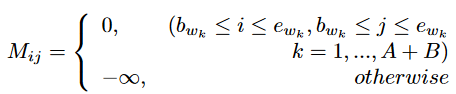 M_{ij} = { 0, (b_{w_k} ≤ i ≤ e_{w_k}, b_{w_k} ≤ j ≤ e_{w_k}
k = 1, ..., A + B)
−∞, otherwise